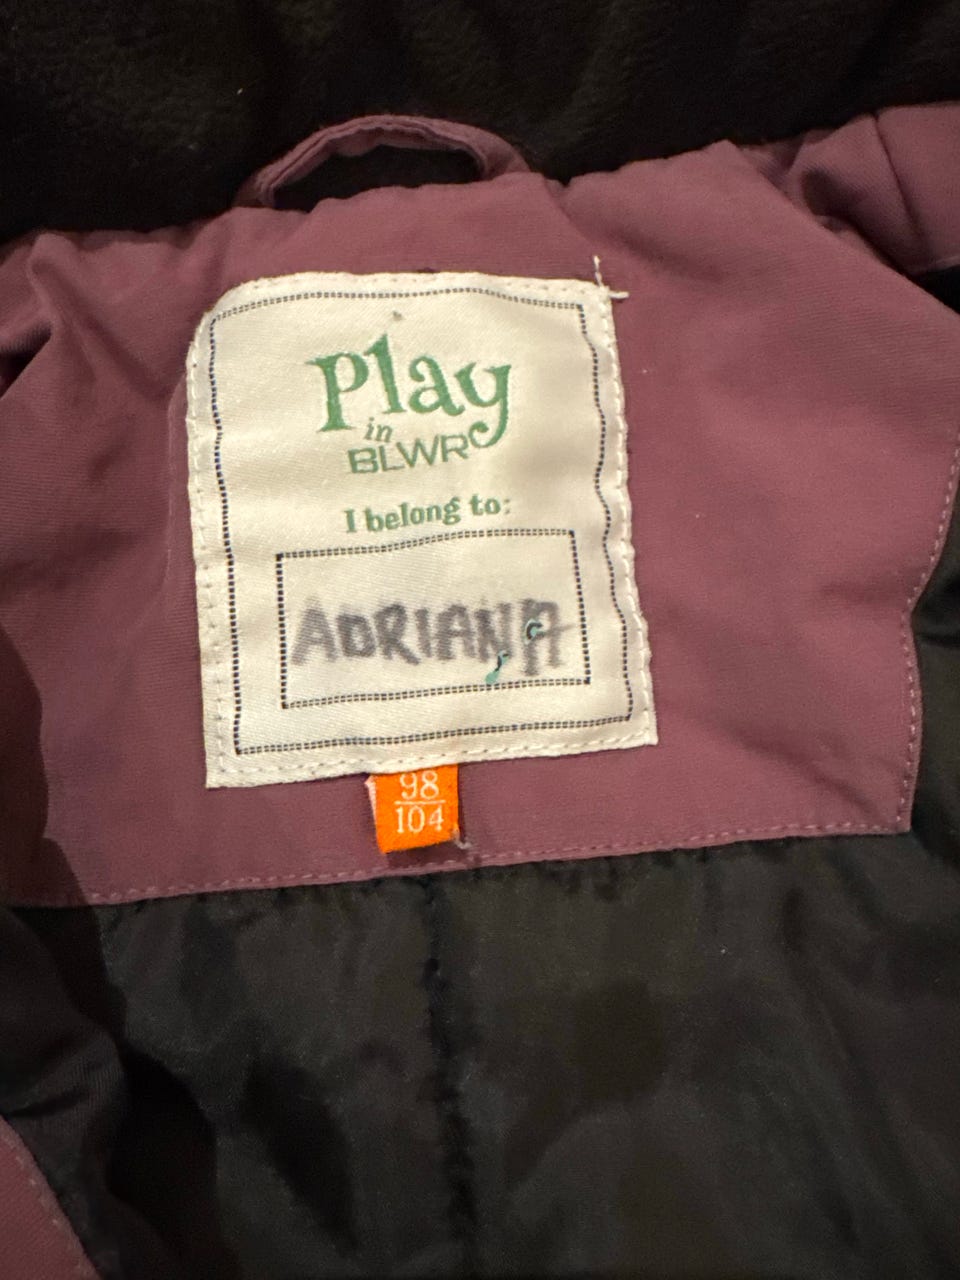 Play
in
BLWR
I belong to:
ADRIANA
98
104